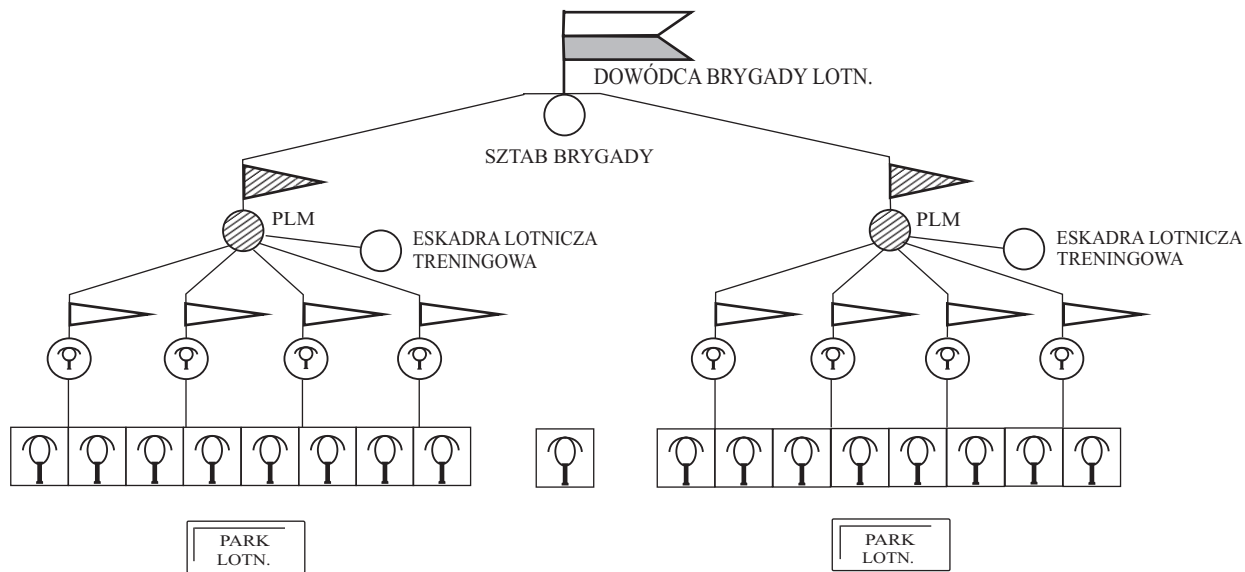 DOWÓDCA BRYGADY LOTN.
SZTAB BRYGADY
PLM
ESKADRA LOTNICZA
TRENINGOWA
PLM
ESKADRA LOTNICZA
TRENINGOWA
PARK
LOTN.
PARK
LOTN.